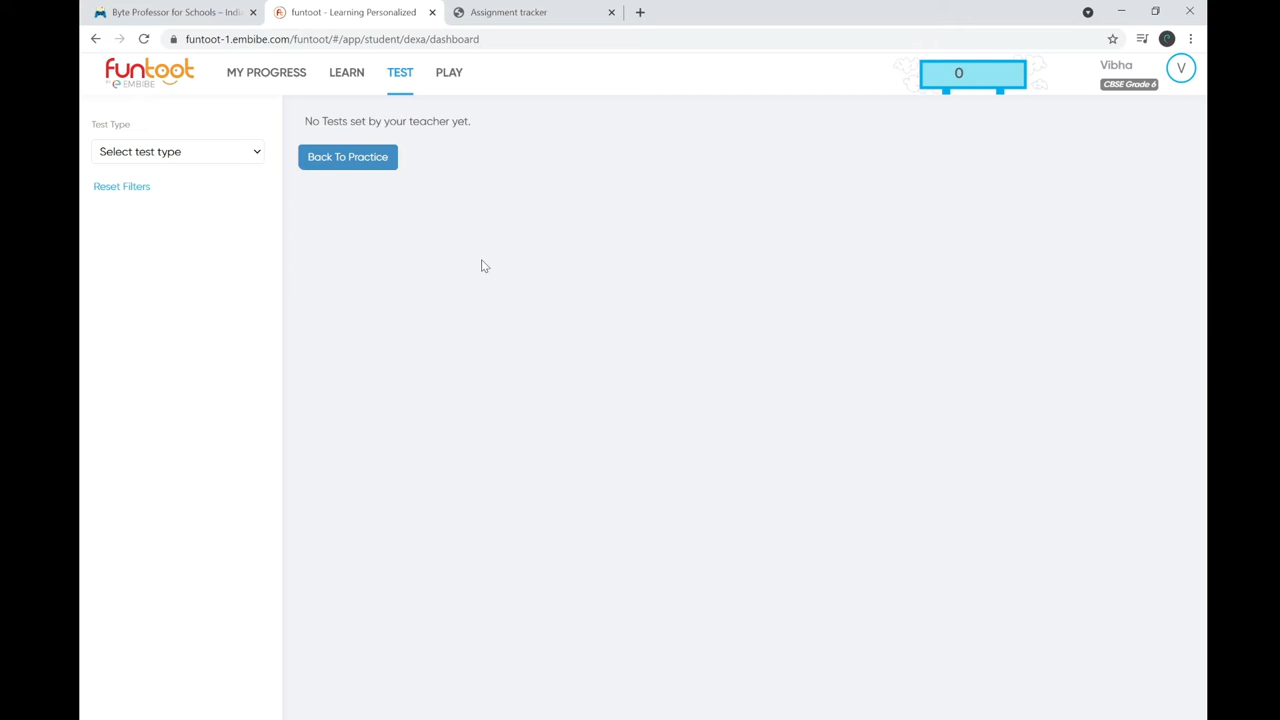 Byte Professor for Schools – Indi
funtoot - Learning Personalized
Assignment tracker
funtoot-1.embibe.com/funtoot/#/app/student/dexa/dashboard
funtoot
BY EMBIBE
MY PROGRESS
LEARN
TEST
PLAY
0
Vibha
CBSE Grade 6
V
Test Type
Select test type
Reset Filters
No Tests set by your teacher yet.
Back To Practice